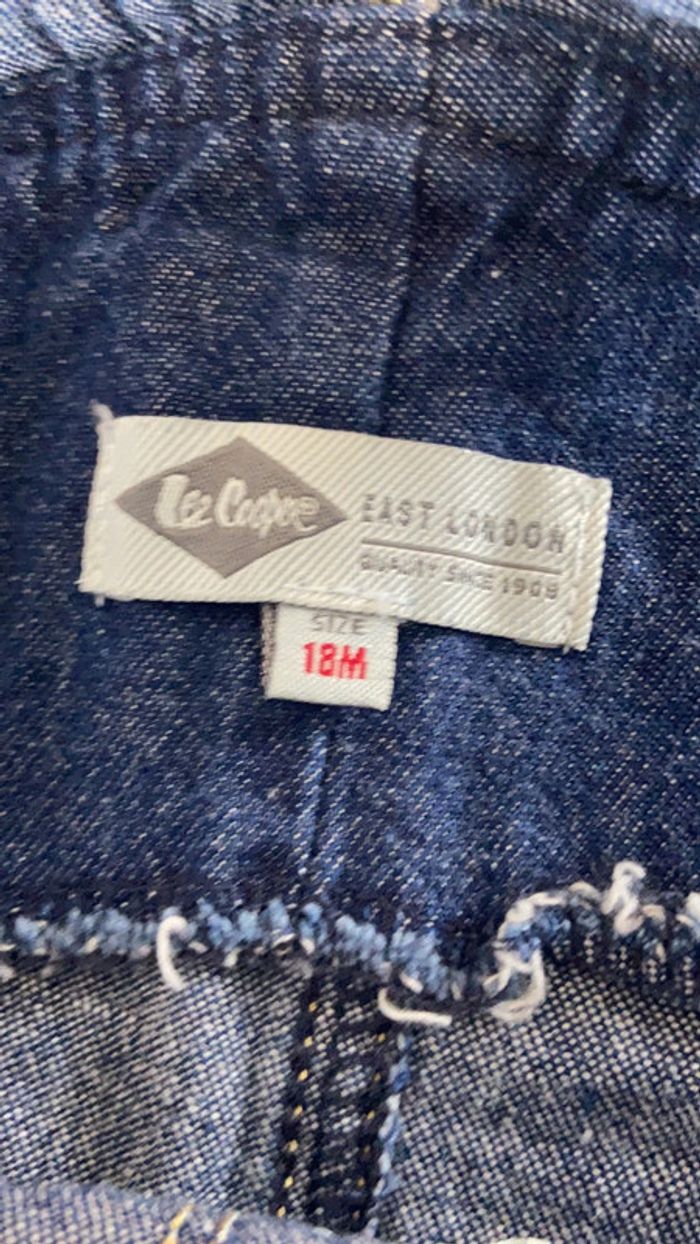 Lee Cooper
EAST LONDON
QUALITY SINCE 1908
SIZE
18M